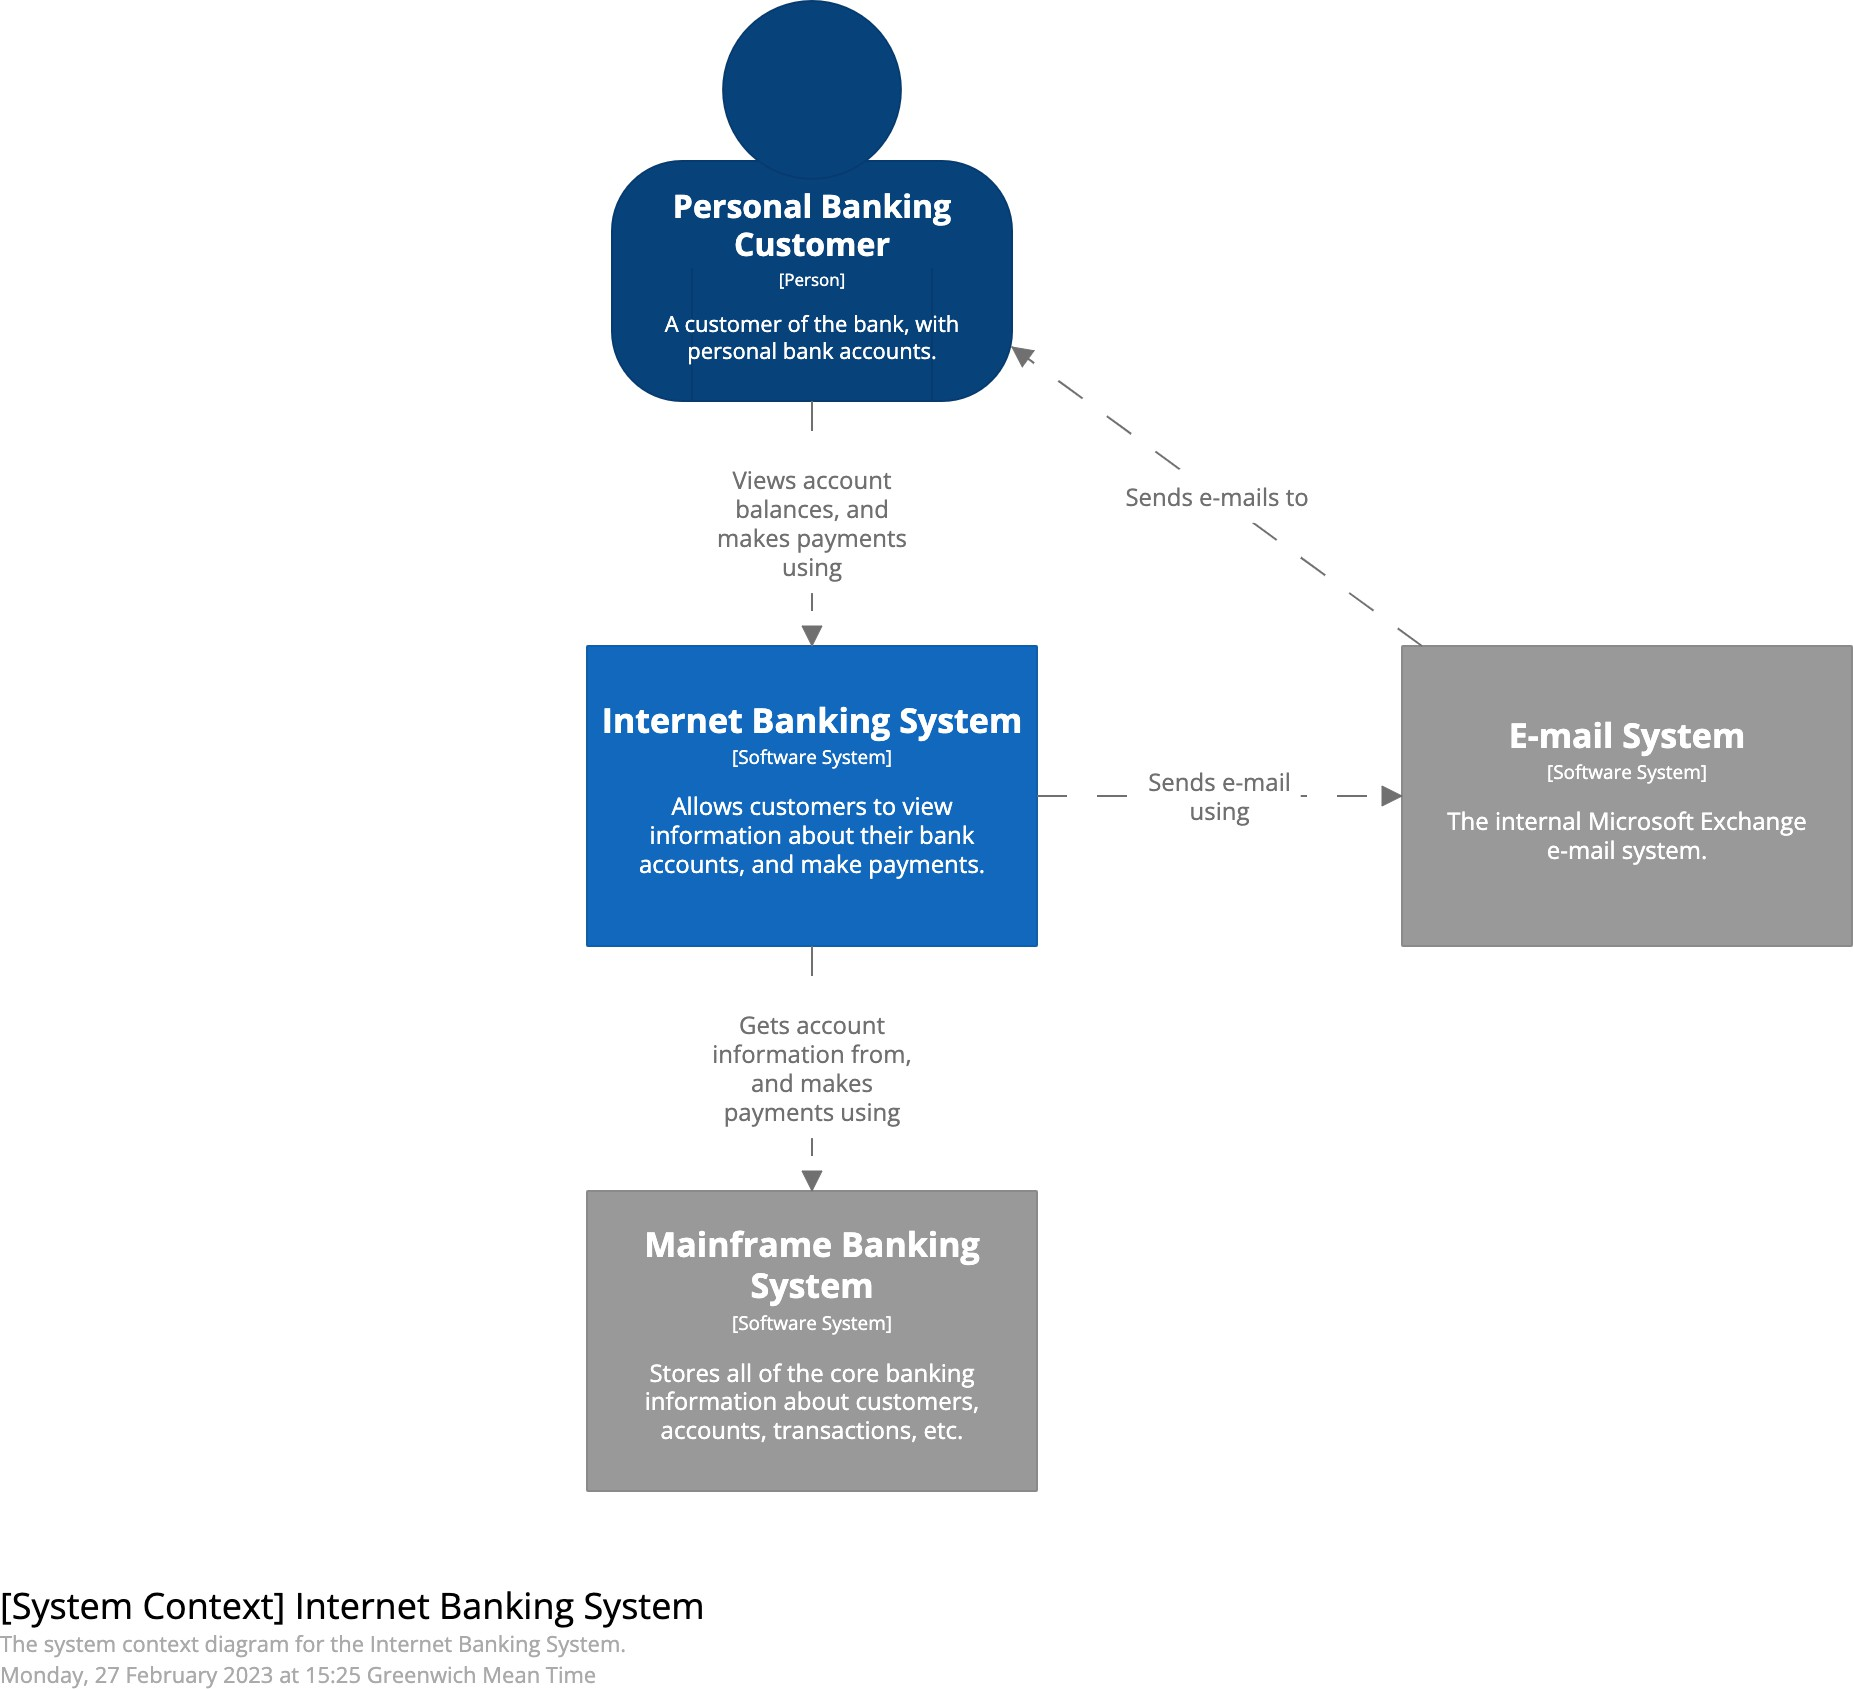 Personal Banking
Customer
[Person]
A customer of the bank, with
personal bank accounts.
Views account
balances, and
makes payments
using
Sends e-mails to
Internet Banking System
[Software System]
Allows customers to view
information about their bank
accounts, and make payments.
Sends e-mail
using
E-mail System
[Software System]
The internal Microsoft Exchange
e-mail system.
Gets account
information from,
and makes
payments using
Mainframe Banking
System
[Software System]
Stores all of the core banking
information about customers,
accounts, transactions, etc.
[System Context] Internet Banking System
The system context diagram for the Internet Banking System.
Monday, 27 February 2023 at 15:25 Greenwich Mean Time